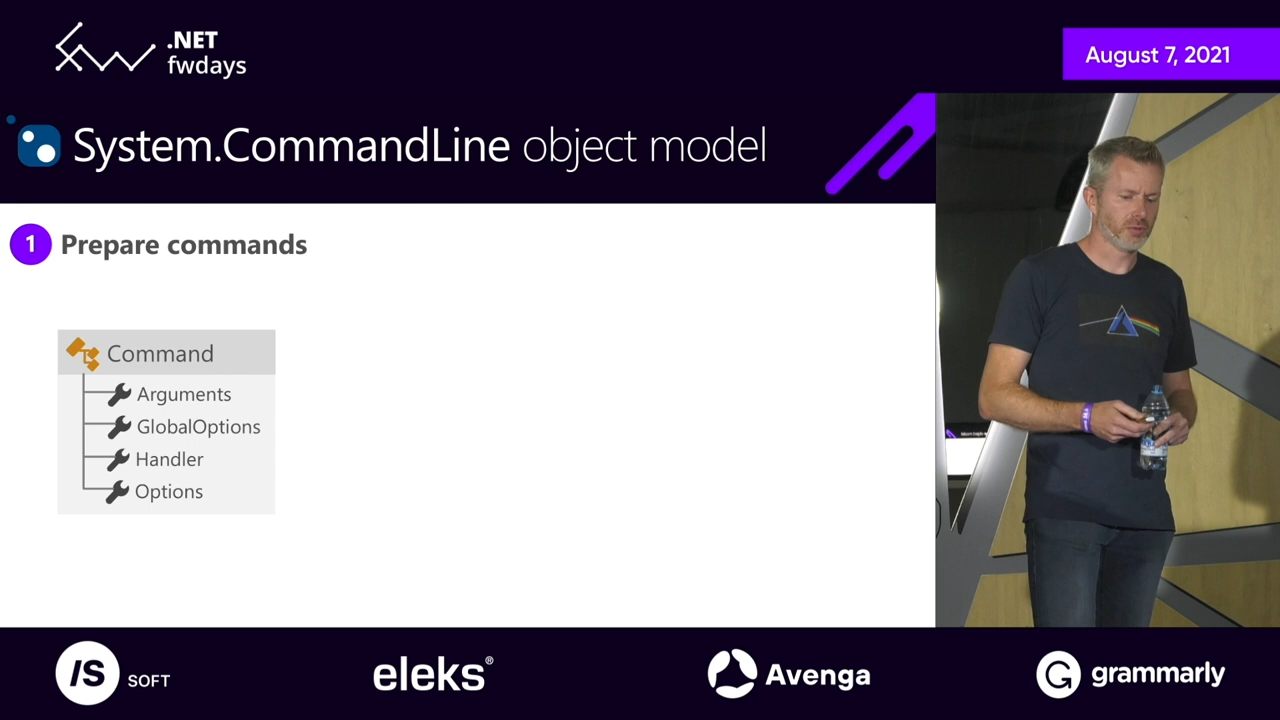 .NET
fwdays
August 7, 2021
System.CommandLine object model
1 Prepare commands
Command
Arguments
GlobalOptions
Handler
Options
IS SOFT
eleks®
Avenga
grammarly